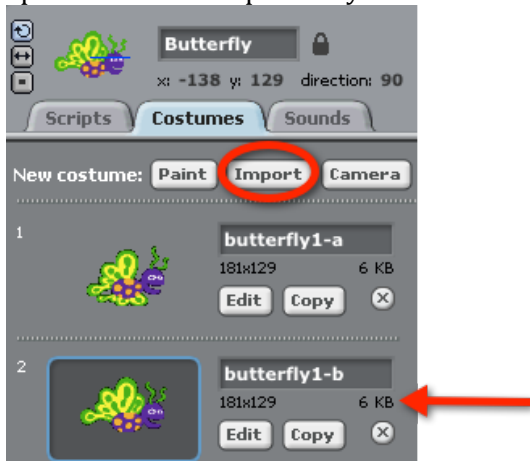 Butterfly
x: -138 y: 129 direction: 90
Scripts Costumes Sounds
New costume: Paint Import Camera
1
butterfly1-a
181x129 6 KB
Edit Copy
2
butterfly1-b
181x129 6 KB
Edit Copy